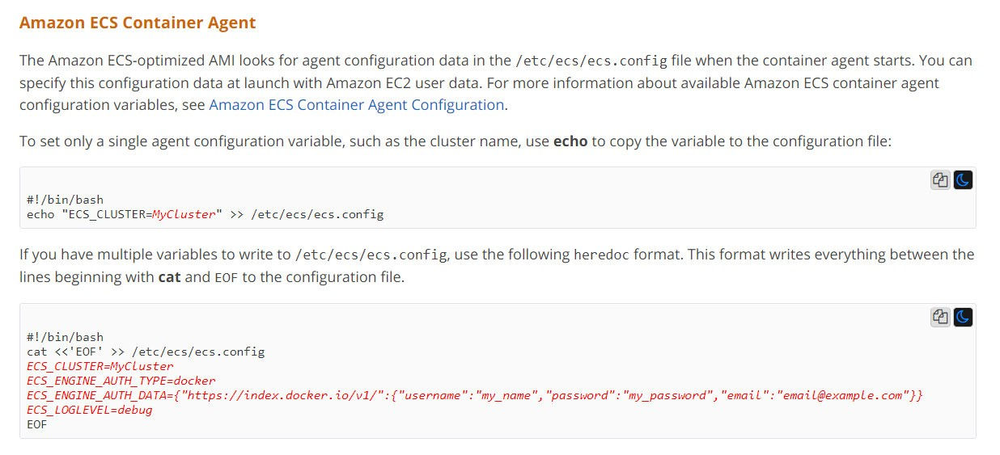 Amazon ECS Container Agent
The Amazon ECS-optimized AMI looks for agent configuration data in the /etc/ecs/ecs.config file when the container agent starts. You can
specify this configuration data at launch with Amazon EC2 user data. For more information about available Amazon ECS container agent
configuration variables, see Amazon ECS Container Agent Configuration.
To set only a single agent configuration variable, such as the cluster name, use echo to copy the variable to the configuration file:
#!/bin/bash
echo "ECS_CLUSTER=MyCluster" >> /etc/ecs/ecs.config
If you have multiple variables to write to /etc/ecs/ecs.config, use the following heredoc format. This format writes everything between the
lines beginning with cat and EOF to the configuration file.
#!/bin/bash
cat <<'EOF' >> /etc/ecs/ecs.config
ECS_CLUSTER=MyCluster
ECS_ENGINE_AUTH_TYPE=docker
ECS_ENGINE_AUTH_DATA={"https://index.docker.io/v1/":{"username":"my_name","password":"my_password","email":"email@example.com"}}
ECS_LOGLEVEL=debug
EOF